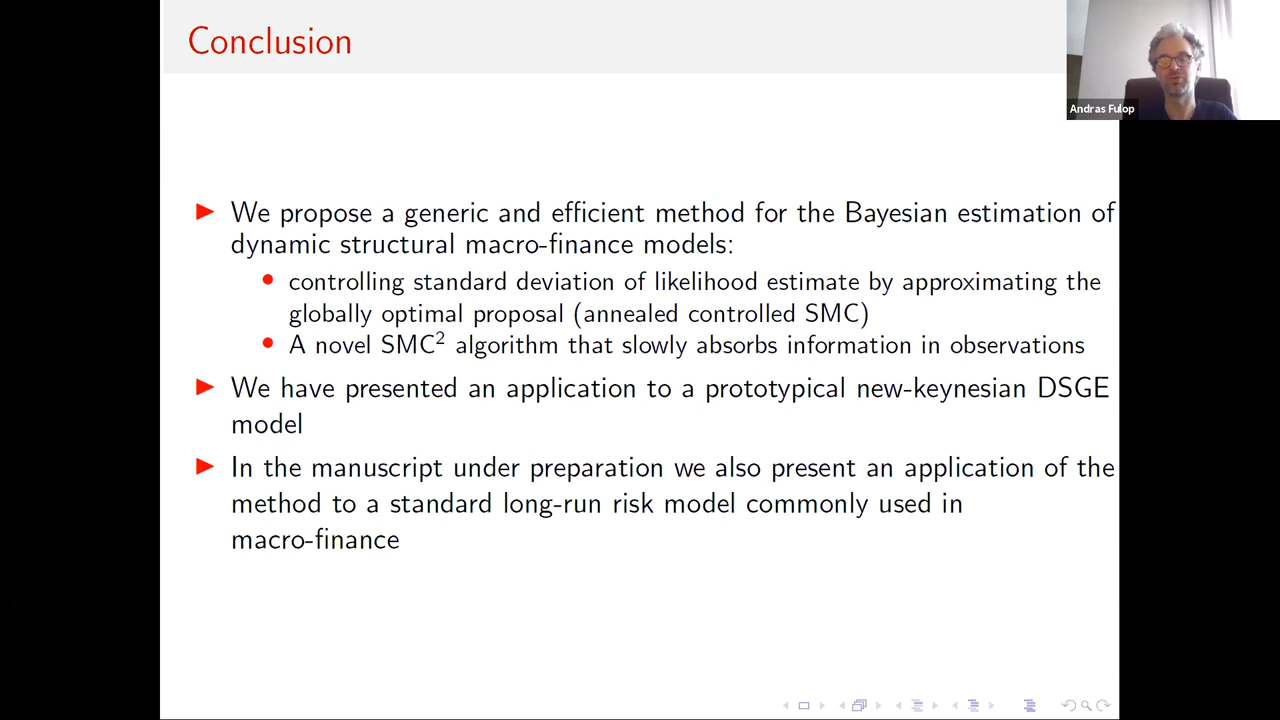 Conclusion
Andras Fulop
We propose a generic and efficient method for the Bayesian estimation of
dynamic structural macro-finance models:
controlling standard deviation of likelihood estimate by approximating the
globally optimal proposal (annealed controlled SMC)
A novel SMC² algorithm that slowly absorbs information in observations
We have presented an application to a prototypical new-keynesian DSGE
model
In the manuscript under preparation we also present an application of the
method to a standard long-run risk model commonly used in
macro-finance